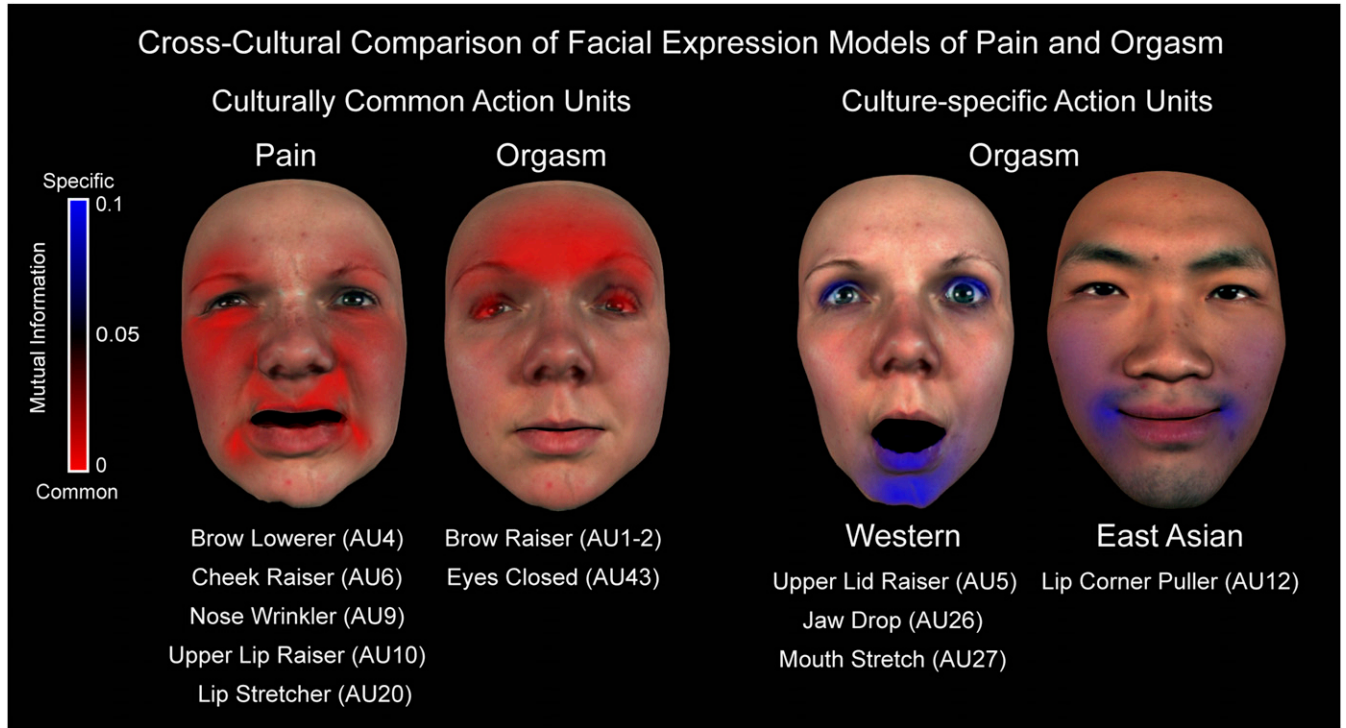 Cross-Cultural Comparison of Facial Expression Models of Pain and Orgasm
Culturally Common Action Units
Culture-specific Action Units
Pain
Orgasm
Orgasm
Specific
0.1
0.05
0
Common
Mutual Information
Brow Lowerer (AU4)
Cheek Raiser (AU6)
Nose Wrinkler (AU9)
Upper Lip Raiser (AU10)
Lip Stretcher (AU20)
Brow Raiser (AU1-2)
Eyes Closed (AU43)
Western
Upper Lid Raiser (AU5)
Jaw Drop (AU26)
Mouth Stretch (AU27)
East Asian
Lip Corner Puller (AU12)